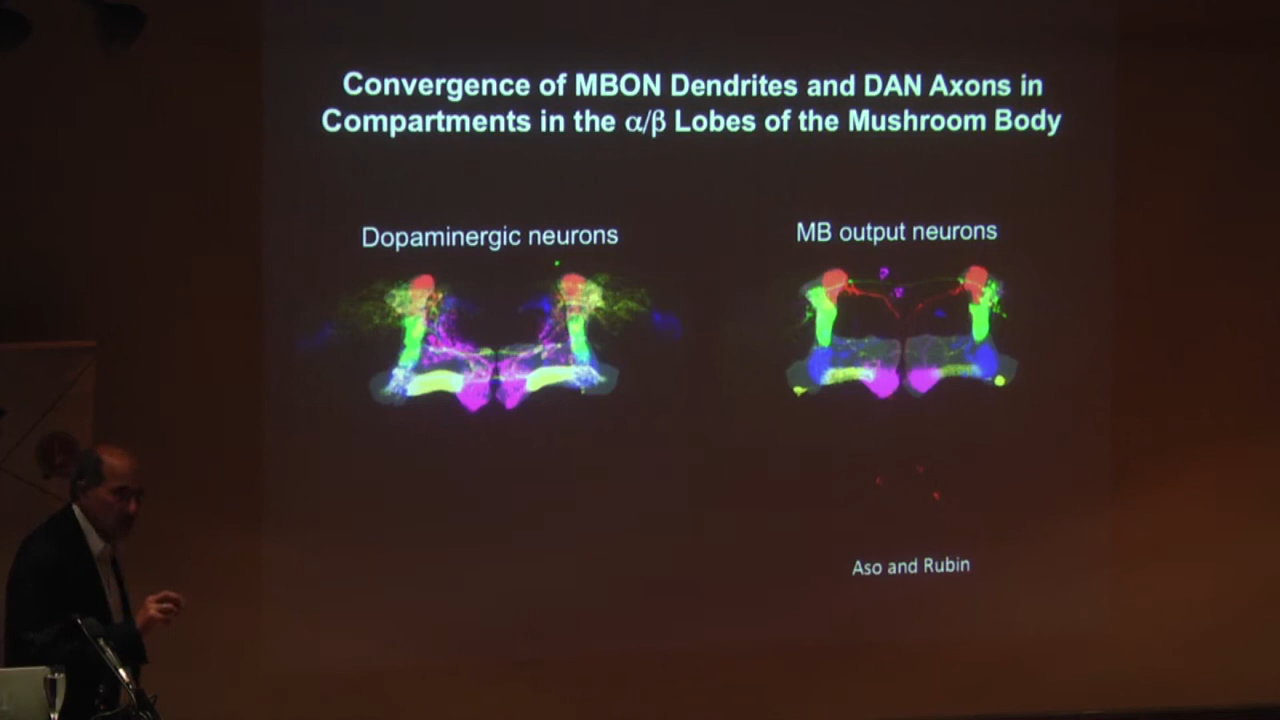 Convergence of MBON Dendrites and DAN Axons in
Compartments in the α/β Lobes of the Mushroom Body
Dopaminergic neurons
MB output neurons
Aso and Rubin